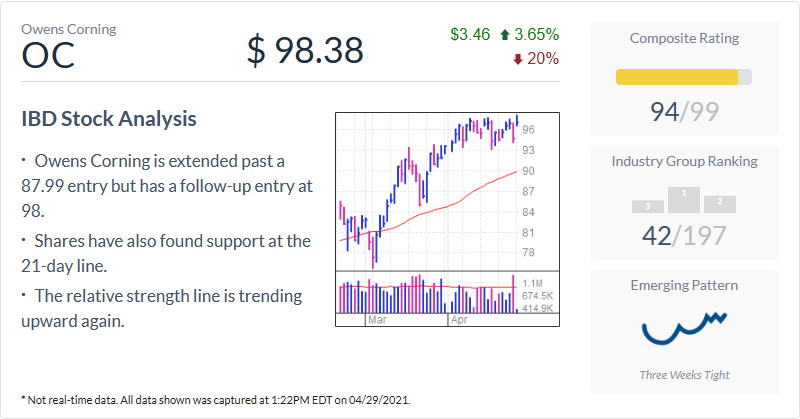 Owens Corning
OC
$ 98.38
$3.46 3.65%
20%
IBD Stock Analysis
· Owens Corning is extended past a
87.99 entry but has a follow-up entry at
98.
· Shares have also found support at the
21-day line.
· The relative strength line is trending
upward again.
96
93
90
87
84
81
78
1.1M
674.5K
414.9K
Mar
Apr
Composite Rating
94/99
Industry Group Ranking
3
1
2
42/197
Emerging Pattern
Three Weeks Tight
* Not real-time data. All data shown was captured at 1:22PM EDT on 04/29/2021.